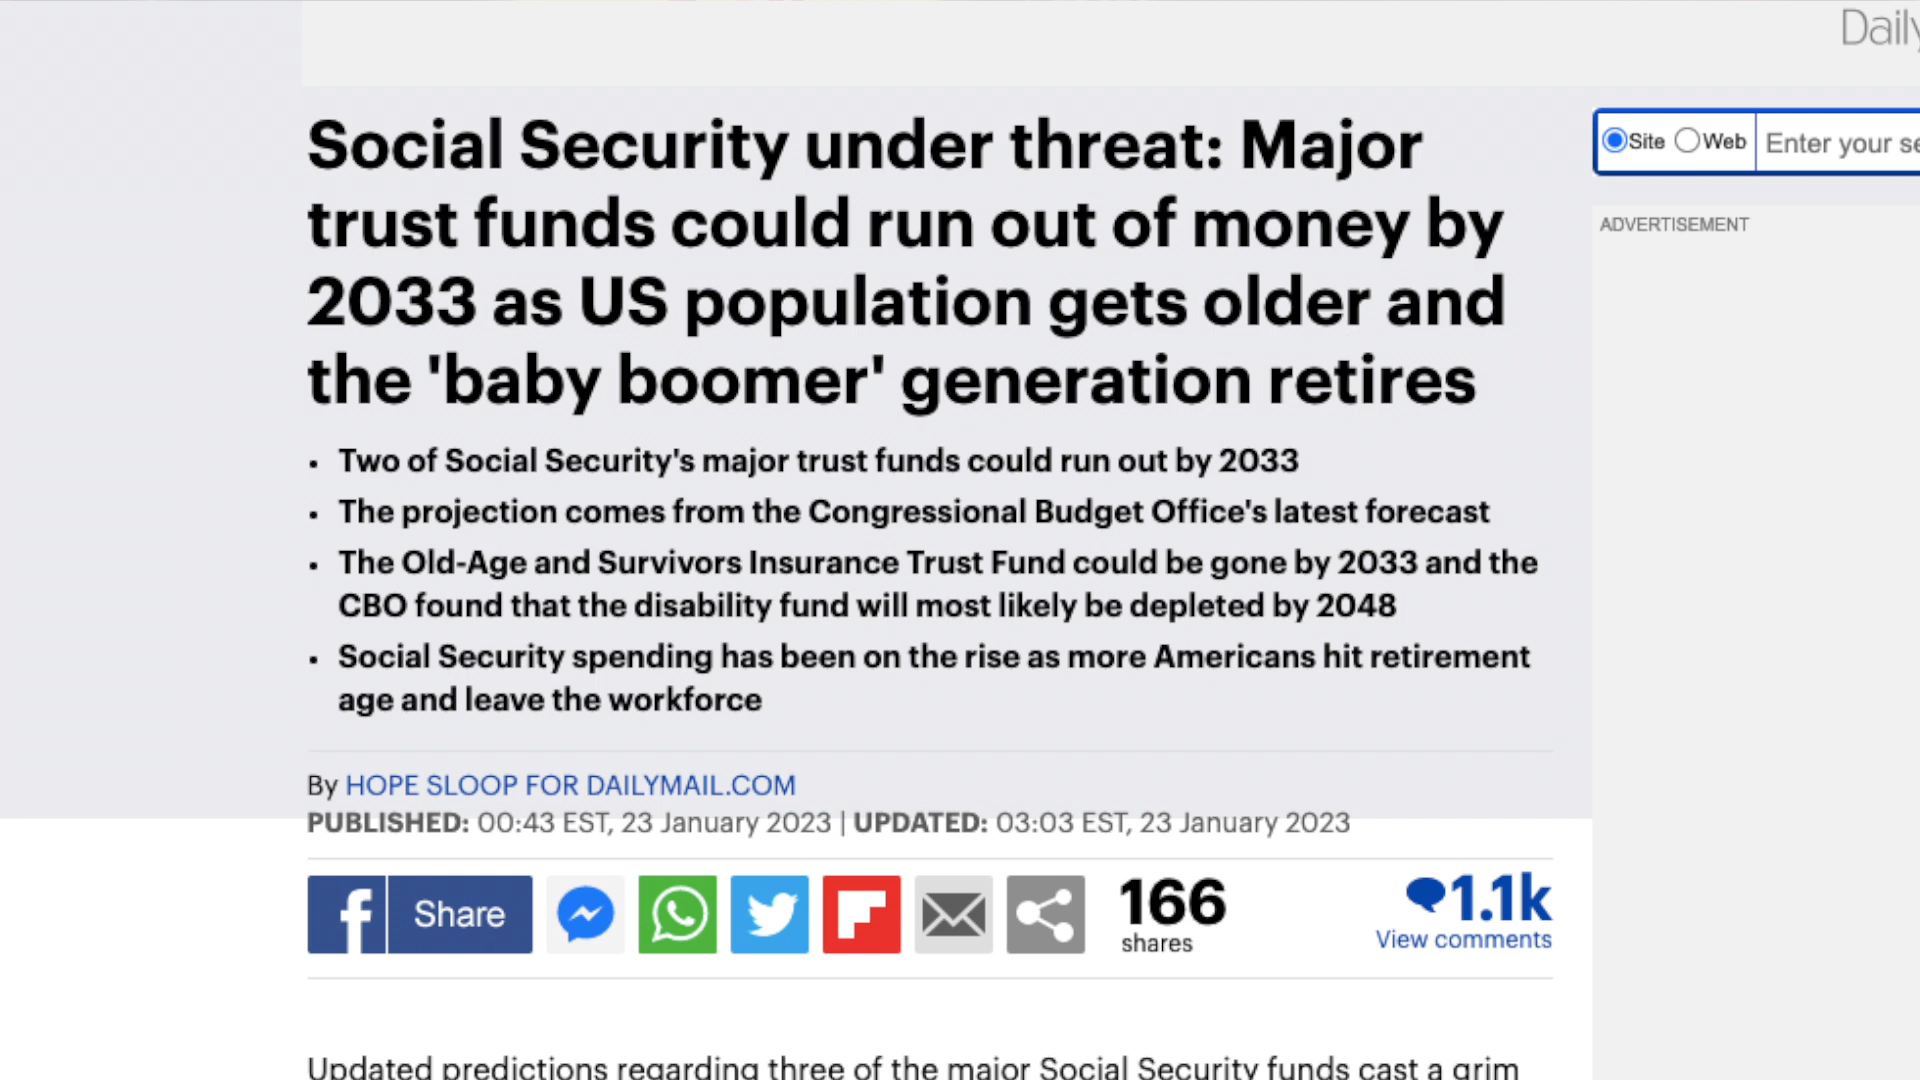 Daily
Social Security under threat: Major
trust funds could run out of money by
2033 as US population gets older and
the 'baby boomer' generation retires
Site Web Enter your se
ADVERTISEMENT
• Two of Social Security's major trust funds could run out by 2033
• The projection comes from the Congressional Budget Office's latest forecast
• The Old-Age and Survivors Insurance Trust Fund could be gone by 2033 and the
CBO found that the disability fund will most likely be depleted by 2048
• Social Security spending has been on the rise as more Americans hit retirement
age and leave the workforce
By HOPE SLOOP FOR DAILYMAIL.COM
PUBLISHED: 00:43 EST, 23 January 2023 | UPDATED: 03:03 EST, 23 January 2023
f Share
166
shares
1.1k
View comments
Updated predictions regarding three of the major Social Security funds cast a grim